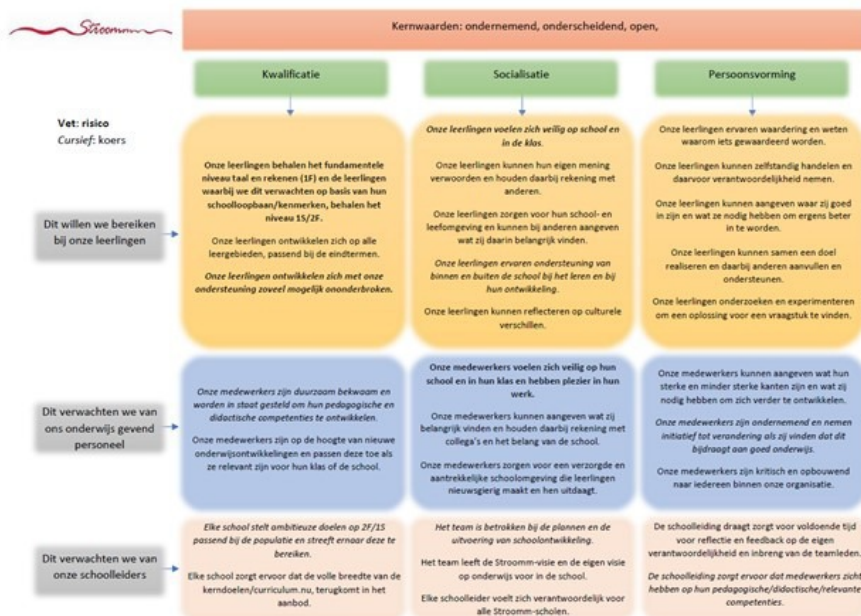 Stroomm
Kernwaarden: ondernemend, onderscheidend, open,
Kwalificatie
Socialisatie
Persoonsvorming
Vet: risico
Cursief: koers
Dit willen we bereiken
bij onze leerlingen
Onze leerlingen behalen het fundamentele
niveau taal en rekenen (1F) en de leerlingen
waarbij we dit verwachten op basis van hun
schoolloopbaan/kenmerken, behalen het
niveau 1S/2F.
Onze leerlingen ontwikkelen zich op alle
leergebieden, passend bij de eindtermen.
Onze leerlingen ontwikkelen zich met onze
ondersteuning zoveel mogelijk ononderbroken.
Onze leerlingen voelen zich veilig op school en
in de klas.
Onze leerlingen kunnen hun eigen mening
verwoorden en houden daarbij rekening met
anderen.
Onze leerlingen zorgen voor hun school- en
leefomgeving en kunnen bij anderen aangeven
wat zij daarin belangrijk vinden.
Onze leerlingen ervaren ondersteuning van
binnen en buiten de school bij het leren en bij
hun ontwikkeling.
Onze leerlingen kunnen reflecteren op culturele
verschillen.
Onze leerlingen ervaren waardering en weten
waarom iets gewaardeerd worden.
Onze leerlingen kunnen zelfstandig handelen en
daarvoor verantwoordelijkheid nemen.
Onze leerlingen kunnen aangeven waar zij goed
in zijn en wat ze nodig hebben om ergens beter
in te worden.
Onze leerlingen kunnen samen een doel
realiseren en daarbij anderen aanvullen en
ondersteunen.
Onze leerlingen onderzoeken en experimenteren
om een oplossing voor een vraagstuk te vinden.
Dit verwachten we van
ons onderwijs gevend
personeel
Onze medewerkers zijn duurzaam bekwaam en
worden in staat gesteld om hun pedagogische en
didactische competenties te ontwikkelen.
Onze medewerkers zijn op de hoogte van nieuwe
onderwijsontwikkelingen en passen deze toe als
ze relevant zijn voor hun klas of de school.
Onze medewerkers voelen zich veilig op hun
school en in hun klas en hebben plezier in hun
werk.
Onze medewerkers kunnen aangeven wat zij
belangrijk vinden en houden daarbij rekening met
collega's en het belang van de school.
Onze medewerkers zorgen voor een verzorgde en
aantrekkelijke schoolomgeving die leerlingen
nieuwsgierig maakt en hen uitdaagt.
Onze medewerkers kunnen aangeven wat hun
sterke en minder sterke kanten zijn en wat zij
nodig hebben om zich verder te ontwikkelen.
Onze medewerkers zijn ondernemend en nemen
initiatief tot verandering als zij vinden dat dit
bijdraagt aan goed onderwijs.
Onze medewerkers zijn kritisch en opbouwend
naar iedereen binnen onze organisatie.
Dit verwachten we van
onze schoolleiders
Elke school stelt ambitieuze doelen op 2F/1S
passend bij de populatie en streeft ernaar deze te
bereiken.
Elke school zorgt ervoor dat de volle breedte van de
kerndoelen/curriculum.nu, terugkomt in het
aanbod.
Het team is betrokken bij de plannen en de
uitvoering van schoolontwikkeling.
Het team leeft de Stroomm-visie en de eigen visie
op onderwijs voor in de school.
Elke schoolleider voelt zich verantwoordelijk voor
alle Stroomm-scholen.
De schoolleiding draagt zorgt voor voldoende tijd
voor reflectie en feedback op de eigen
verantwoordelijkheid en inbreng van de teamleden.
De schoolleiding zorgt ervoor dat medewerkers zicht
hebben op hun pedagogische/didactische/relevante
competenties.